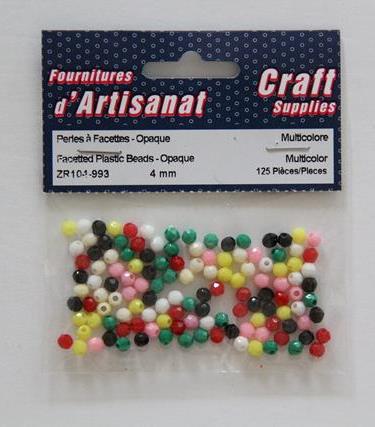 Fournitures
d'Artisanat
Craft
Supplies
Perles à Facettes - Opaque Multicolore
Facetted Plastic Beads - Opaque Multicolor
ZR104-993 4 mm 125 Pièces/Pieces